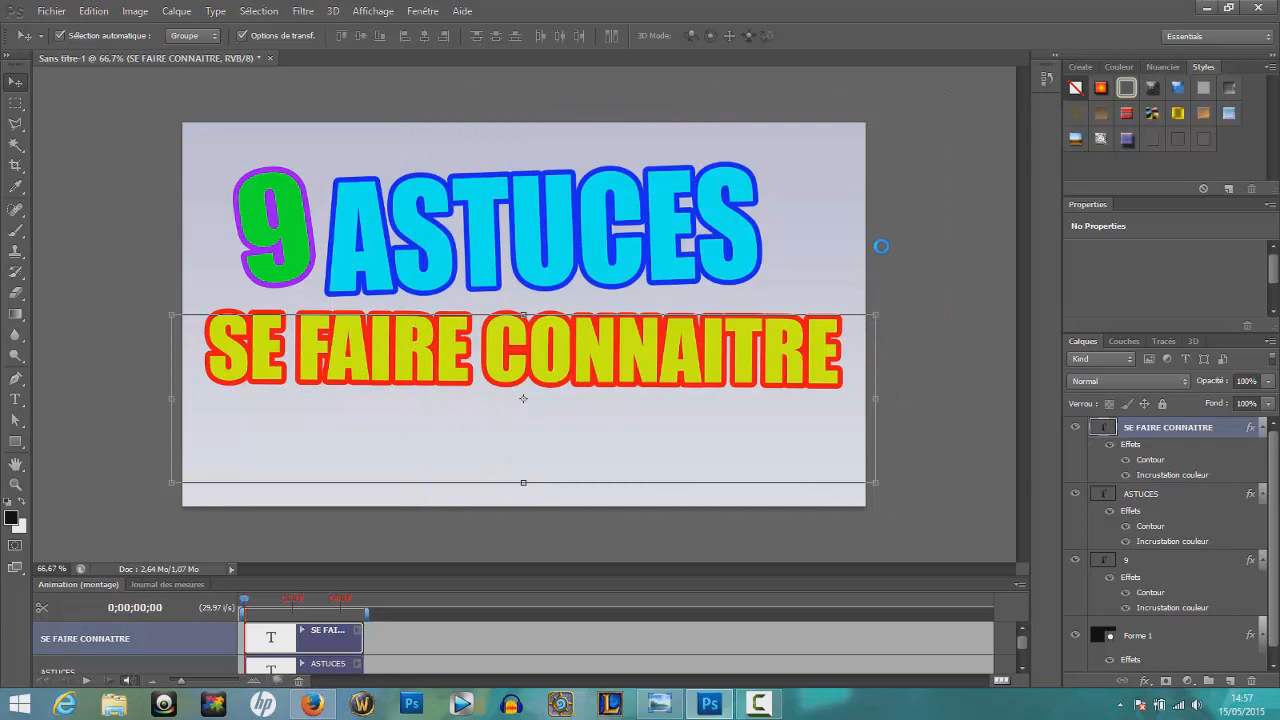 Ps Fichier Edition Image Calque Type Sélection Filtre 3D Affichage Fenêtre Aide
Sélection automatique : Groupe Options de transf. 3D Mode: Essentials
Sans titre-1 @ 66,7% (SE FAIRE CONNAITRE, RVB/8) * ×
Create Couleur Nuancier Styles
9 ASTUCES
SE FAIRE CONNAITRE
Properties
No Properties
Calques Couches Tracés 3D
Kind
Normal Opacité : 100%
Verrou : Fond : 100%
SE FAIRE CONNAITRE fx
Effets
Contour
Incrustation couleur
ASTUCES
Effets
Contour
Incrustation couleur
9
Effets
Contour
Incrustation couleur
Forme 1
Effets
66,67 % Doc : 2,64 Mo/1,07 Mo
Animation (montage) Journal des mesures
0;00;00;00 (29,97 i/s)
SE FAIRE CONNAITRE T SE FAI...
ASTUCES T ASTUCES
14:57
15/05/2015